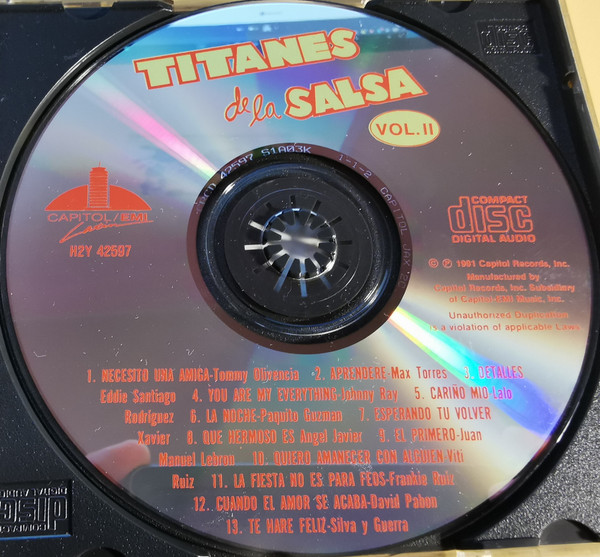 TITANES
de la SALSA
VOL. II
42597 S1A03K 1-1-2 CAPITOL
CAPITOL/EMI
Latin
H2Y 42597
COMPACT
disc
DIGITAL AUDIO
© ℗ 1991 Capitol Records, Inc.
Manufactured by
Capitol Records, Inc. Subsidiary
of Capitol-EMI Music, Inc.
Unauthorized Duplication
is a violation of applicable Laws
1. NECESITO UNA AMIGA-Tommy Olivencia 2. APRENDERE-Max Torres 3. DETALLES
Eddie Santiago 4. YOU ARE MY EVERYTHING-Johnny Ray 5. CARIÑO MIO-Lalo
Rodriguez 6. LA NOCHE-Paquito Guzman 7. ESPERANDO TU VOLVER
Xavier 8. QUE HERMOSO ES Angel Javier 9. EL PRIMERO-Juan
Manuel Lebron 10. QUIERO AMANECER CON ALGUIEN-Viti
Ruiz 11. LA FIESTA NO ES PARA FEOS-Frankie Ruiz
12. CUANDO EL AMOR SE ACABA-David Pabon
13. TE HARE FELIZ-Silva y Guerra